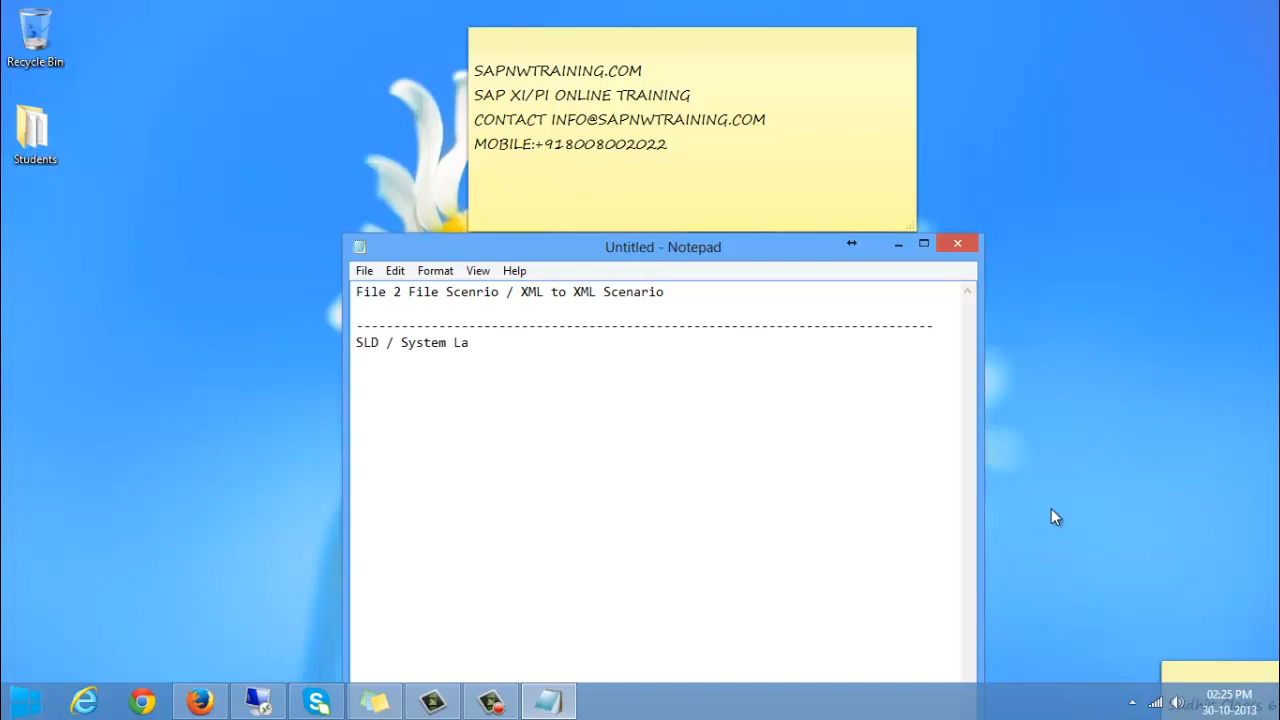 Recycle Bin
Students
SAPNWTRAINING.COM
SAP XI/PI ONLINE TRAINING
CONTACT INFO@SAPNWTRAINING.COM
MOBILE:+918008002022
Untitled - Notepad
File Edit Format View Help
File 2 File Scenrio / XML to XML Scenario
-----------------------------------------------------------------------------
SLD / System La
02:25 PM
30-10-2013